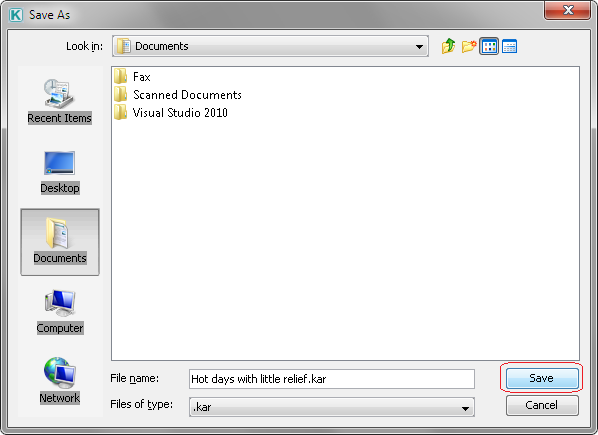 K Save As
Look in: Documents
Fax
Scanned Documents
Visual Studio 2010
Recent Items
Desktop
Documents
Computer
Network
File name: Hot days with little relief.kar Save
Files of type: .kar Cancel